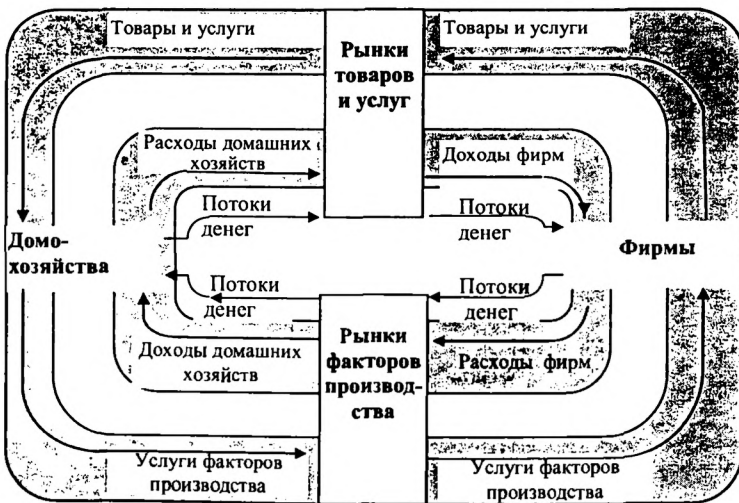 Товары и услуги
Рынки
товаров
и услуг
Товары и услуги
Расходы домашних
хозяйств
Доходы фирм
Потоки
денег
Потоки
денег
Домо-
хозяйства
Фирмы
Потоки
денег
Потоки
денег
Доходы домашних
хозяйств
Рынки
факторов
производ-
ства
Расходы фирм
Услуги факторов
производства
Услуги факторов
производства